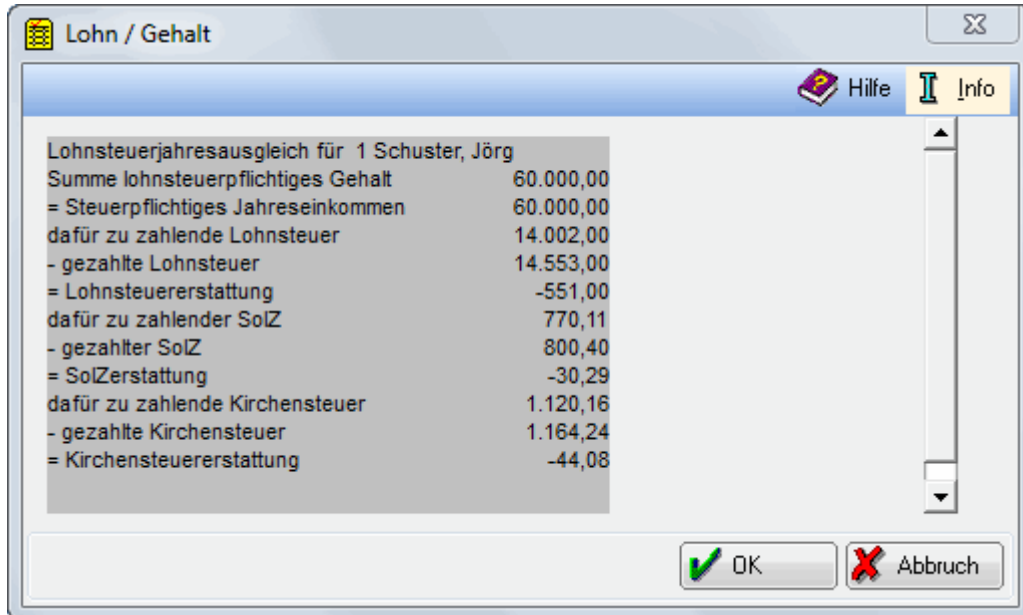 Lohn / Gehalt
Hilfe Info
Lohnsteuerjahresausgleich für 1 Schuster, Jörg
Summe lohnsteuerpflichtiges Gehalt 60.000,00
= Steuerpflichtiges Jahreseinkommen 60.000,00
dafür zu zahlende Lohnsteuer 14.002,00
- gezahlte Lohnsteuer 14.553,00
= Lohnsteuererstattung -551,00
dafür zu zahlender SolZ 770,11
- gezahlter SolZ 800,40
= SolZerstattung -30,29
dafür zu zahlende Kirchensteuer 1.120,16
- gezahlte Kirchensteuer 1.164,24
= Kirchensteuererstattung -44,08
OK Abbruch